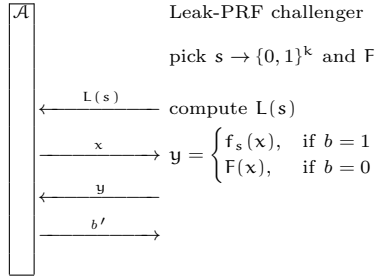 𝒜 Leak-PRF challenger
pick s → {0, 1}^k and F
L(s) compute L(s)
x y = { f_s(x), if b = 1
F(x), if b = 0
y
b′